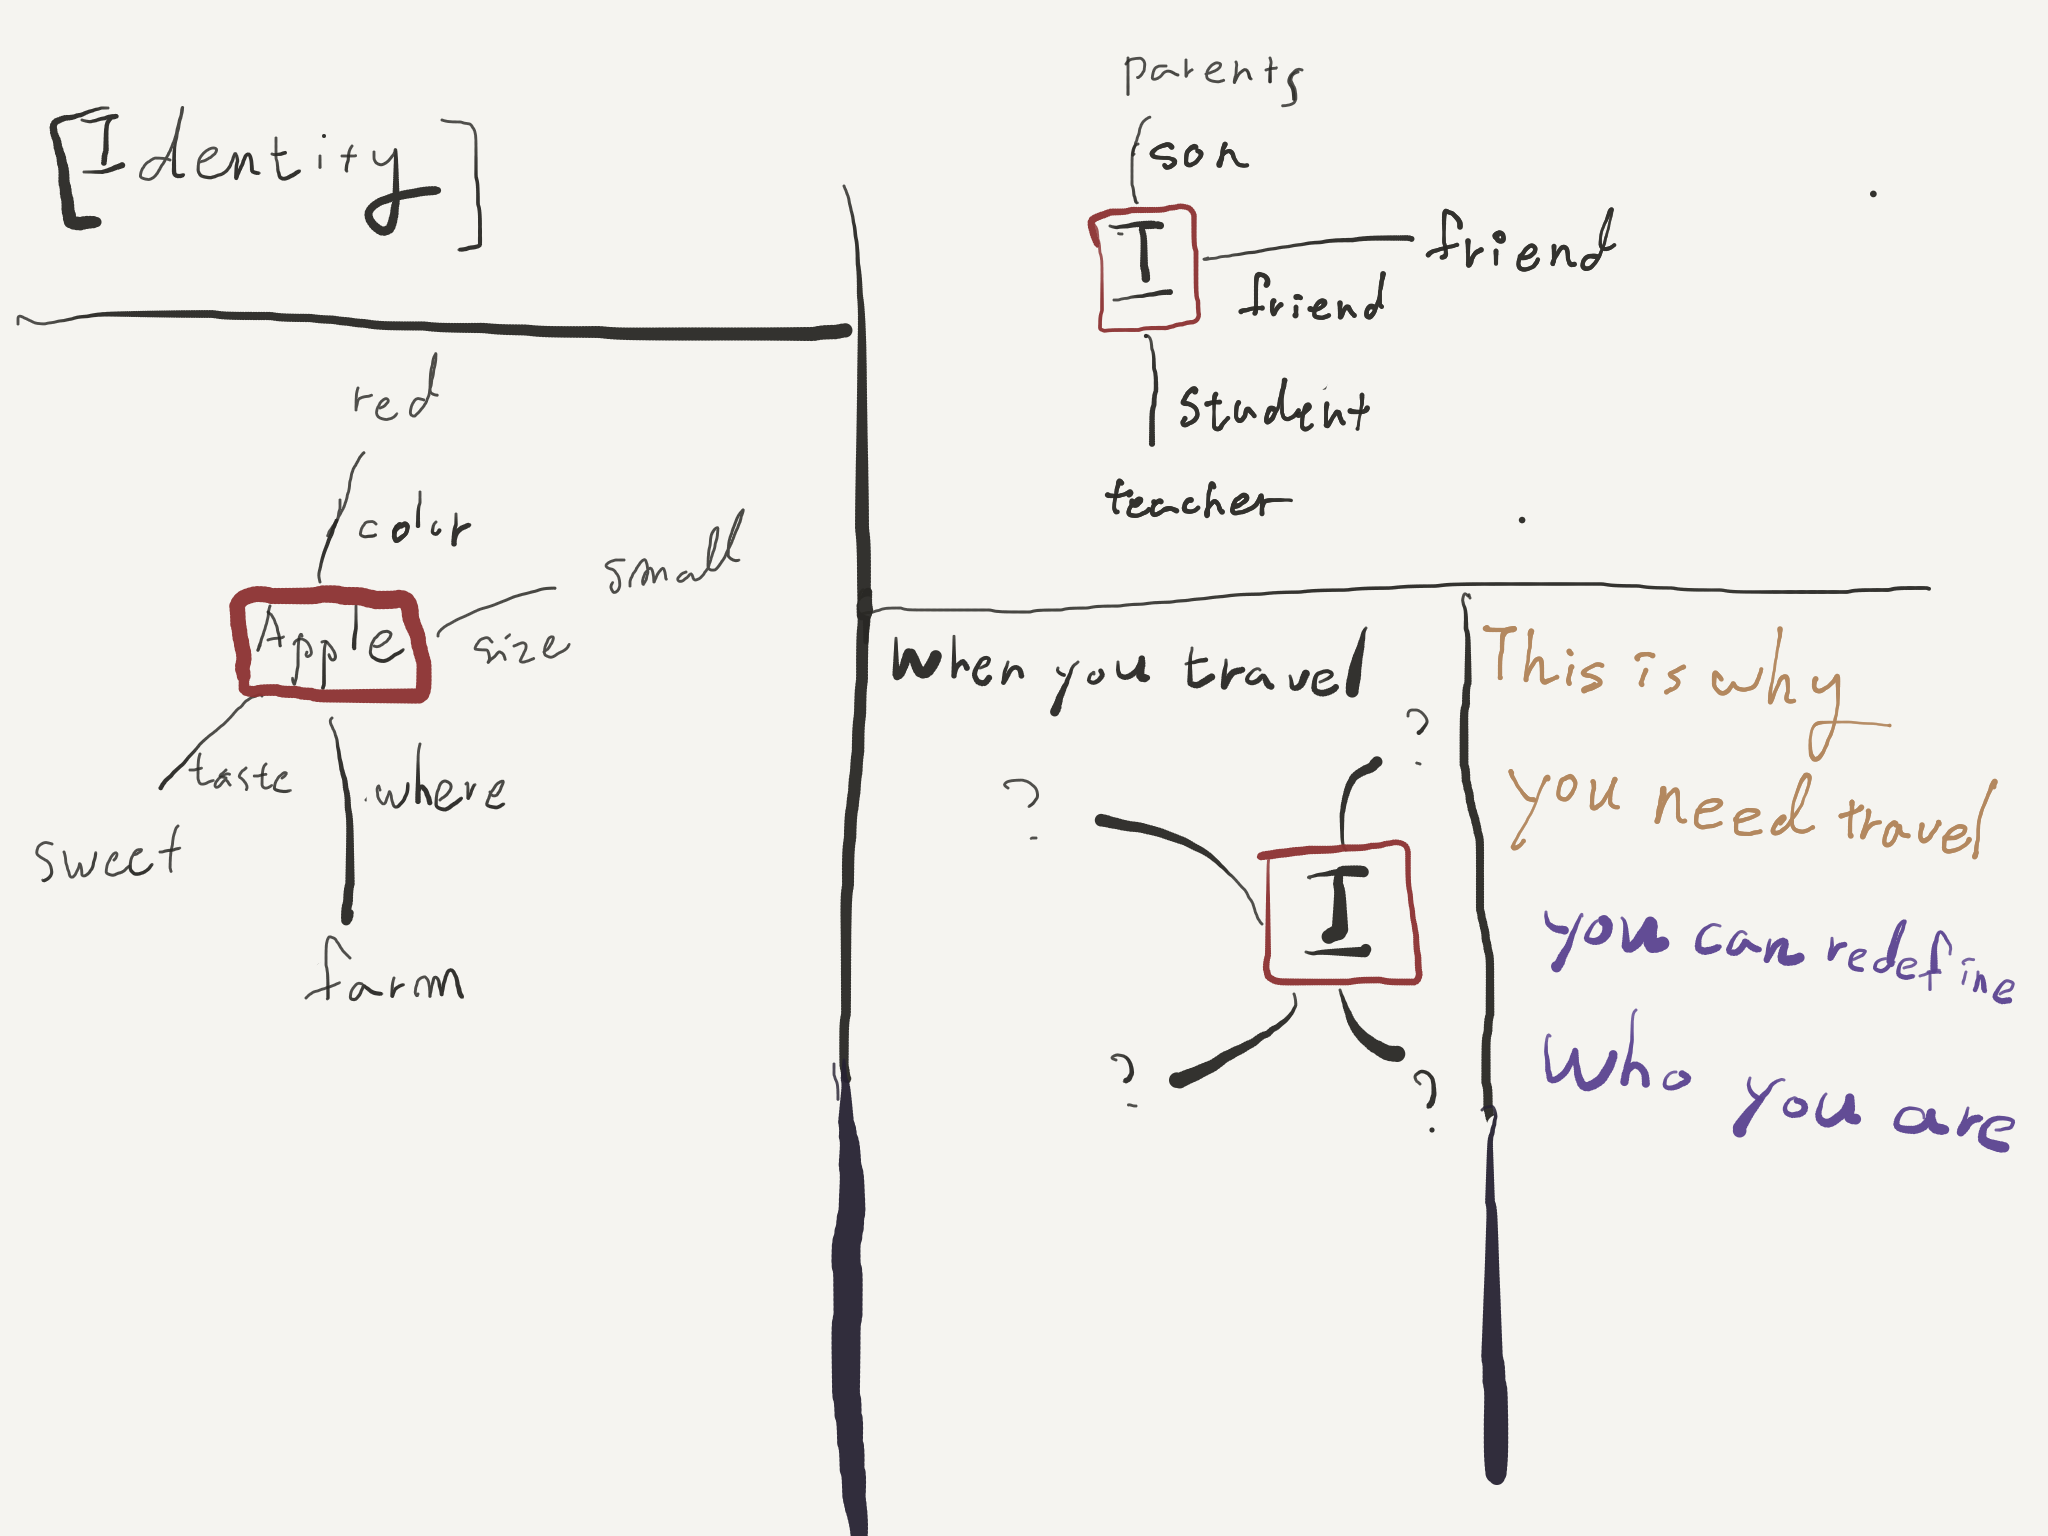 [Identity]
red
color
Apple
small
size
taste
where
sweet
farm
parents
son
I
friend
friend
student
teacher
When you travel
?
?
I
?
?
This is why
you need travel
you can redefine
who you are